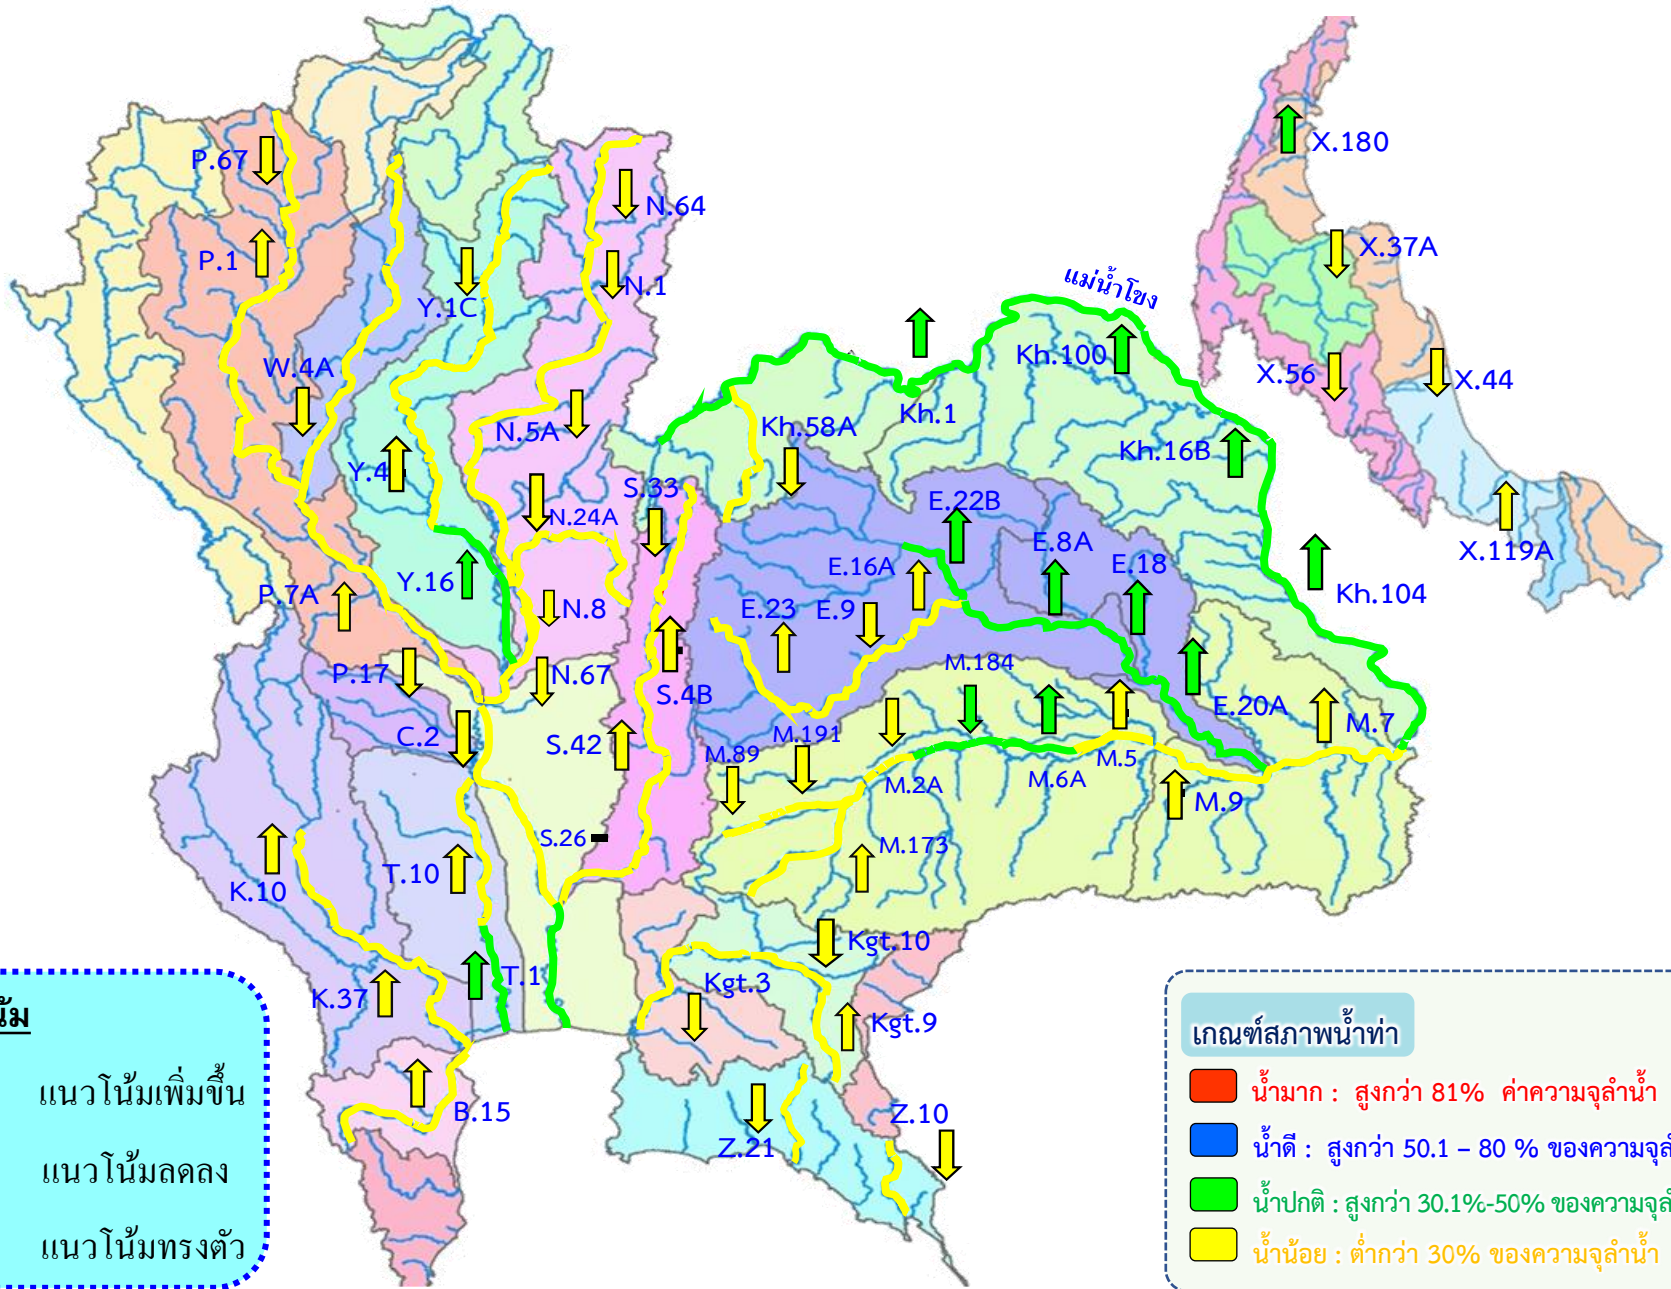 P.67
X.180
N.64
P.1
X.37A
N.1
Y.1C
แม่น้ำโขง
Kh.100
W.4A
X.56
X.44
Kh.1
Kh.58A
N.5A
Kh.16B
Y.4
S.33
E.22B
N.24A
E.8A
E.18
X.119A
E.16A
Y.16
P.7A
Kh.104
N.8
E.23
E.9
M.184
P.17
N.67
S.4B
E.20A
M.7
C.2
S.42
M.191
M.89
M.2A
M.6A
M.5
M.9
S.26
M.173
T.10
K.10
Kgt.10
T.1
Kgt.3
K.37
Kgt.9
B.15
Z.10
Z.21
แนวโน้มเพิ่มขึ้น
แนวโน้มลดลง
แนวโน้มทรงตัว
เกณฑ์สภาพน้ำท่า
น้ำมาก : สูงกว่า 81% ค่าความจุลำน้ำ
น้ำดี : สูงกว่า 50.1 – 80 % ของความจุลำ
น้ำปกติ : สูงกว่า 30.1%-50% ของความจุลำ
น้ำน้อย : ต่ำกว่า 30% ของความจุลำน้ำ